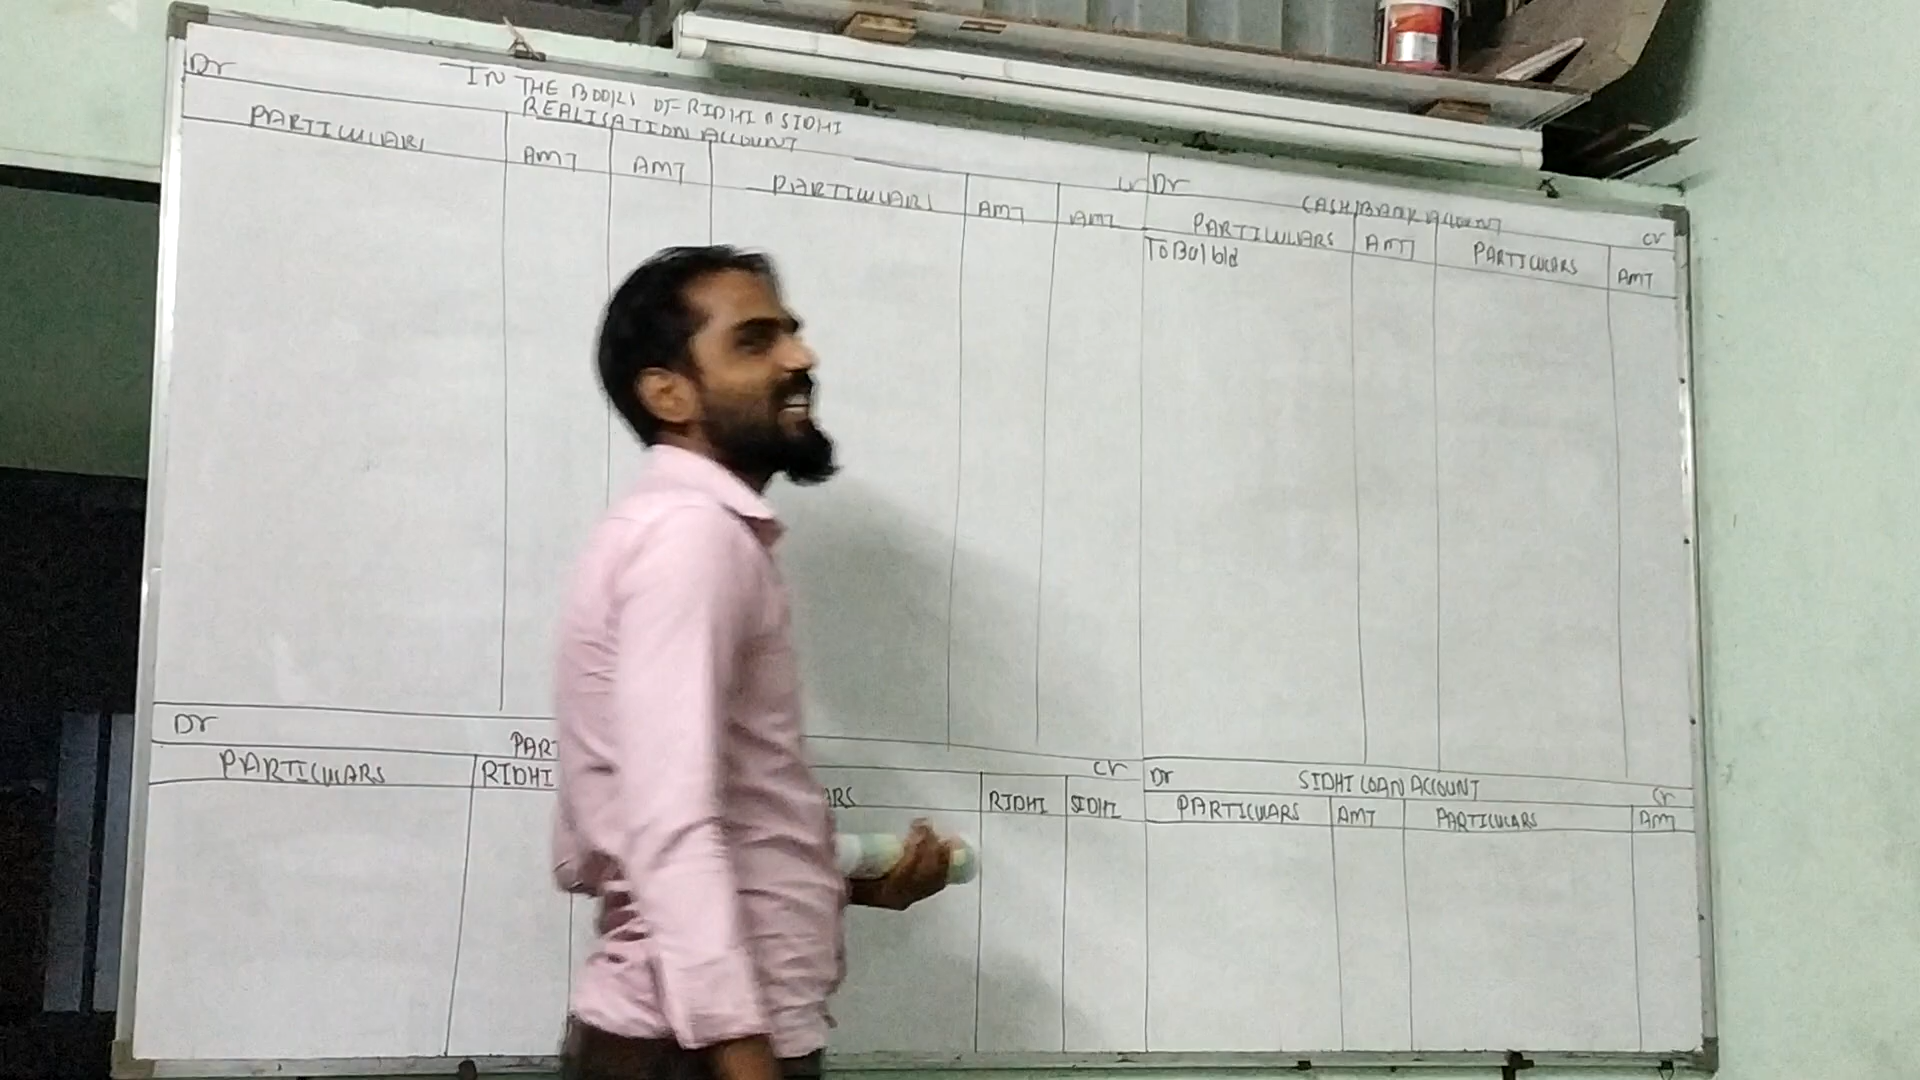 Dr
IN THE BOOKS OF RIDHI & SIDHI
REALISATION ACCOUNT
Cr
PARTICULARS AMT AMT PARTICULARS AMT AMT
Dr CASH/BANK ACCOUNT Cr
PARTICULARS AMT PARTICULARS AMT
To Bal b/d
Dr PART Cr
PARTICULARS RIDHI ARS RIDHI SIDHI
Dr SIDHI LOAN ACCOUNT Cr
PARTICULARS AMT PARTICULARS AMT